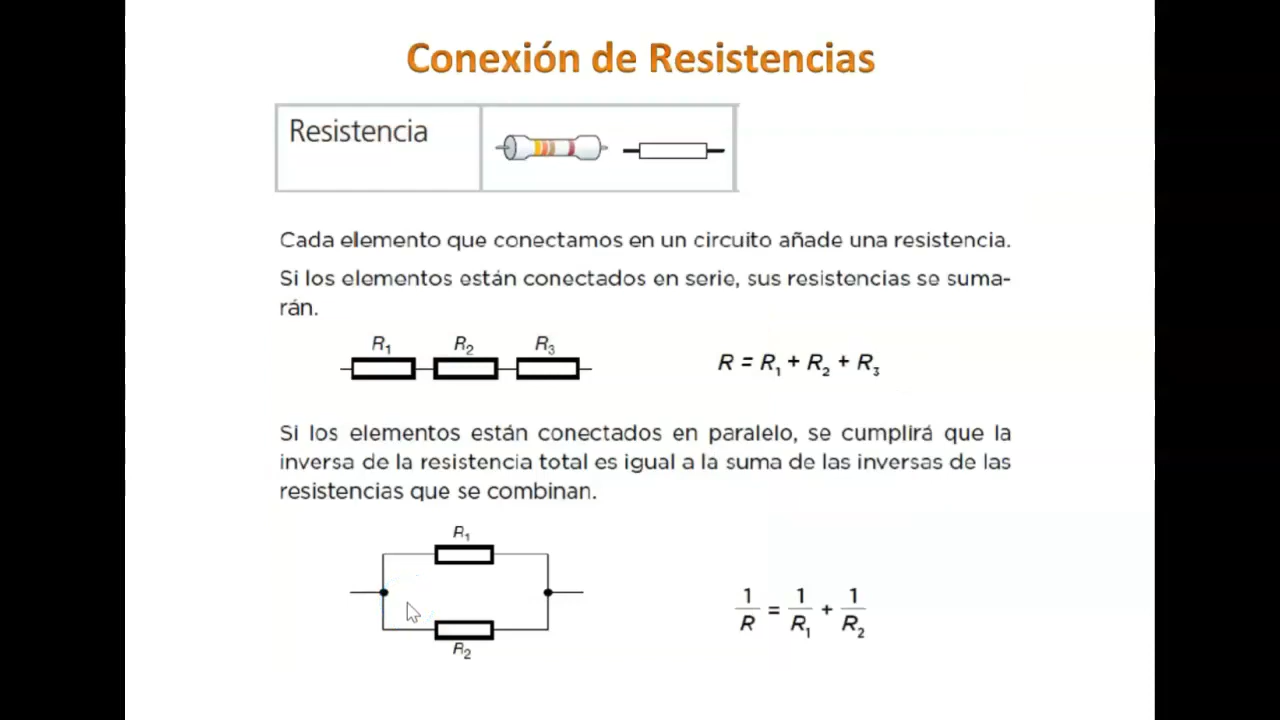 Conexión de Resistencias
Resistencia
Cada elemento que conectamos en un circuito añade una resistencia.
Si los elementos están conectados en serie, sus resistencias se suma-
rán.
R₁ R₂ R₃
R = R₁ + R₂ + R₃
Si los elementos están conectados en paralelo, se cumplirá que la
inversa de la resistencia total es igual a la suma de las inversas de las
resistencias que se combinan.
R₁
R₂
1/R = 1/R₁ + 1/R₂